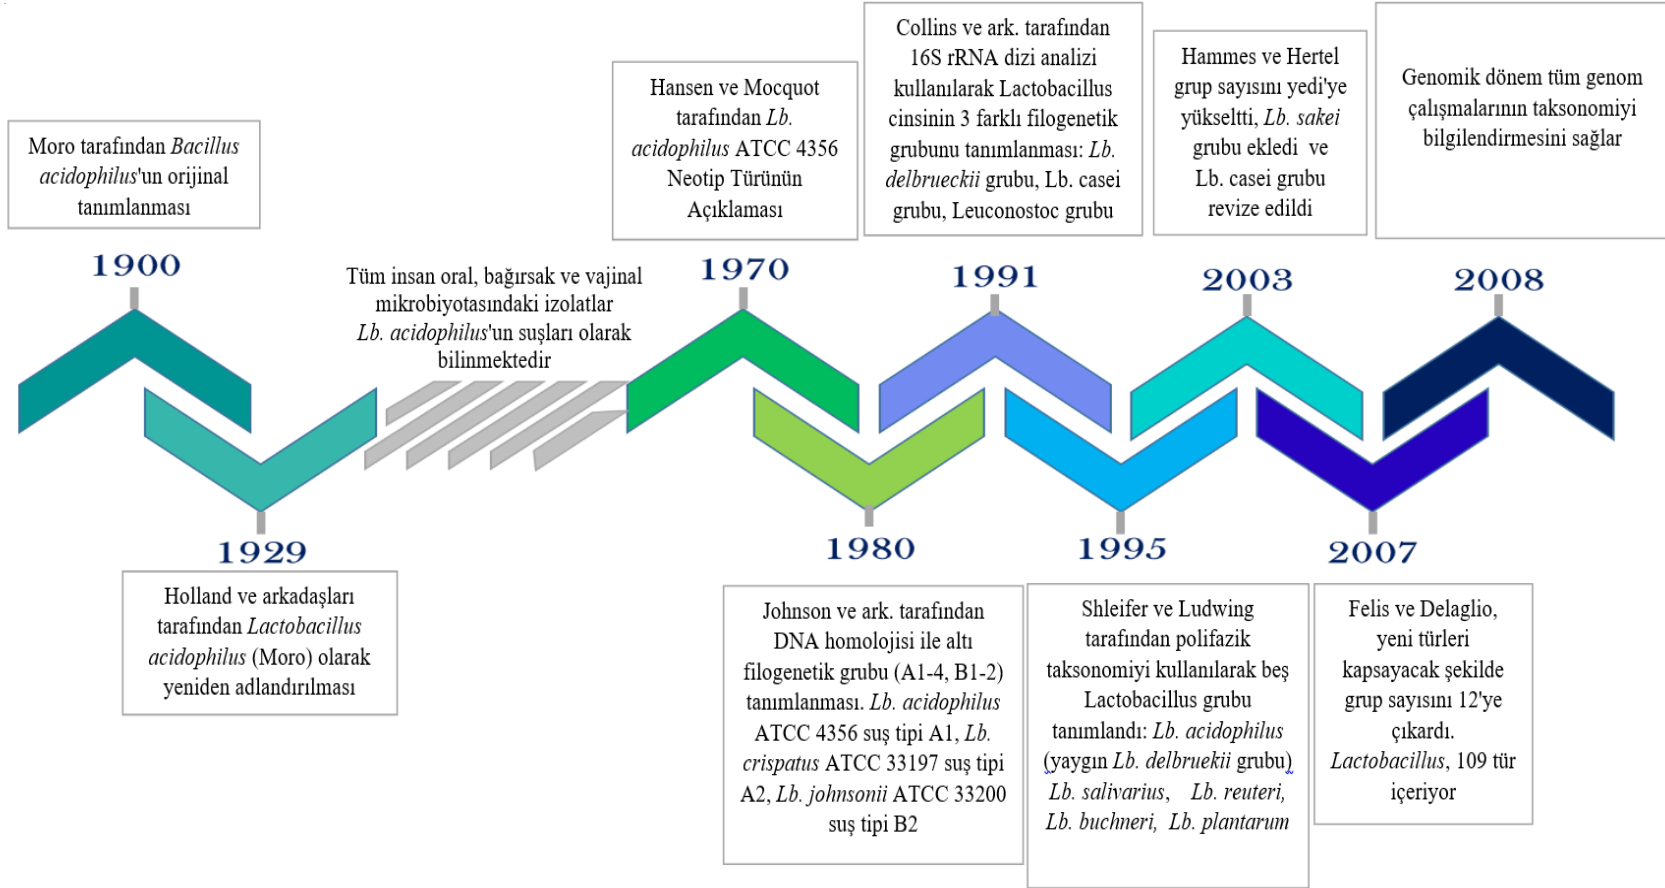 Moro tarafından Bacillus
acidophilus'un orijinal
tanımlanması
1900
1929
Holland ve arkadaşları
tarafından Lactobacillus
acidophilus (Moro) olarak
yeniden adlandırılması
Tüm insan oral, bağırsak ve vajinal
mikrobiyotasındaki izolatlar
Lb. acidophilus'un suşları olarak
bilinmektedir
Hansen ve Mocquot
tarafından Lb.
acidophilus ATCC 4356
Neotip Türünün
Açıklaması
1970
1980
Johnson ve ark. tarafından
DNA homolojisi ile altı
filogenetik grubu (A1-4, B1-2)
tanımlanması. Lb. acidophilus
ATCC 4356 suş tipi A1, Lb.
crispatus ATCC 33197 suş tipi
A2, Lb. johnsonii ATCC 33200
suş tipi B2
Collins ve ark. tarafından
16S rRNA dizi analizi
kullanılarak Lactobacillus
cinsinin 3 farklı filogenetik
grubunu tanımlanması: Lb.
delbrueckii grubu, Lb. casei
grubu, Leuconostoc grubu
1991
1995
Shleifer ve Ludwing
tarafından polifazik
taksonomiyi kullanılarak beş
Lactobacillus grubu
tanımlandı: Lb. acidophilus
(yaygın Lb. delbruekii grubu)
Lb. salivarius, Lb. reuteri,
Lb. buchneri, Lb. plantarum
Hammes ve Hertel
grup sayısını yedi'ye
yükseltti, Lb. sakei
grubu ekledi ve
Lb. casei grubu
revize edildi
2003
2007
Felis ve Delaglio,
yeni türleri
kapsayacak şekilde
grup sayısını 12'ye
çıkardı.
Lactobacillus, 109 tür
içeriyor
Genomik dönem tüm genom
çalışmalarının taksonomiyi
bilgilendirmesini sağlar
2008